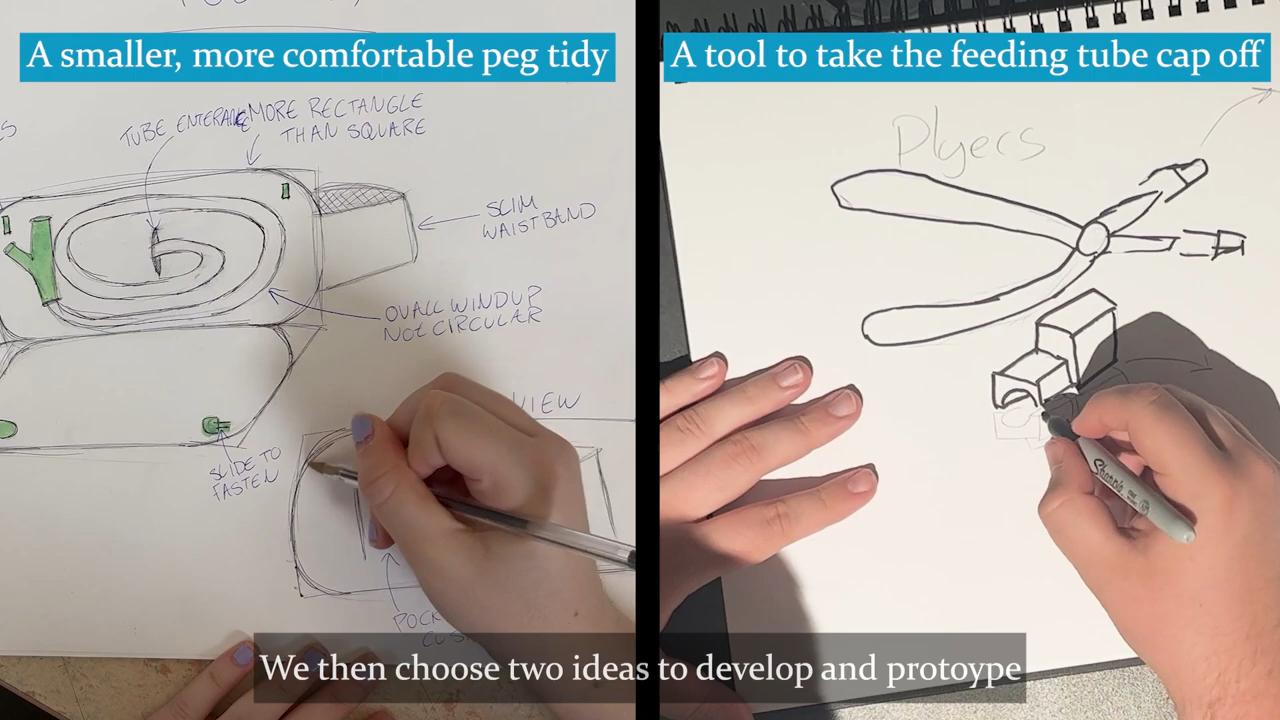 A smaller, more comfortable peg tidy
TUBE
MORE RECTANGLE
THAN SQUARE
SLIM
WAISTBAND
OVALL WINDUP
NOT CIRCULAR
VIEW
SLIDE TO
FASTEN
A tool to take the feeding tube cap off
Plyers
Sharpie
We then choose two ideas to develop and protoype